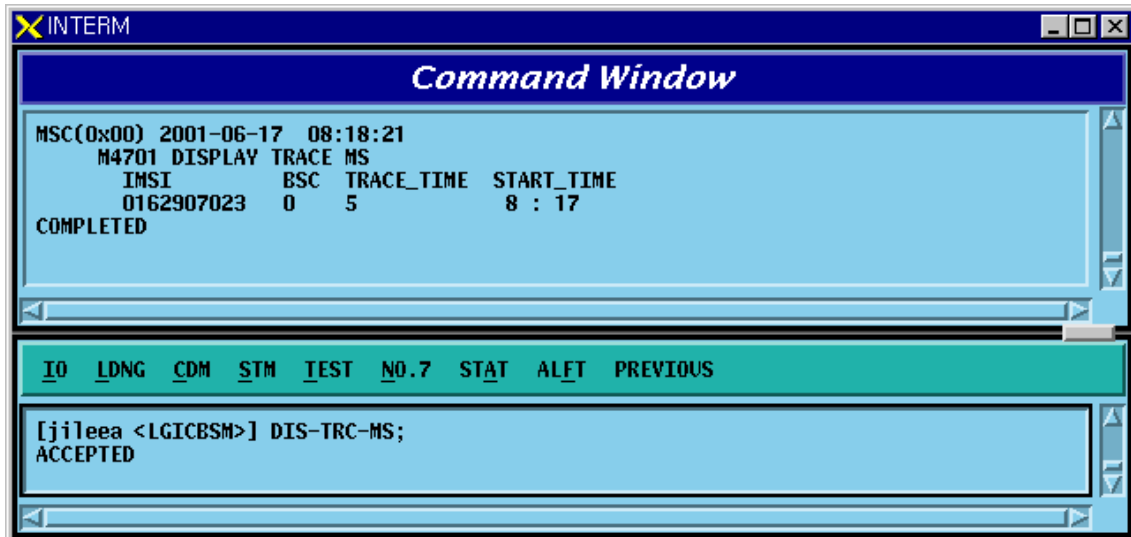 INTERM
Command Window
MSC(0x00) 2001-06-17 08:18:21
M4701 DISPLAY TRACE MS
IMSI BSC TRACE_TIME START_TIME
0162907023 0 5 8 : 17
COMPLETED
IO LDNG CDM STM TEST NO.7 STAT ALFT PREVIOUS
[jileea <LGICBSM>] DIS-TRC-MS;
ACCEPTED